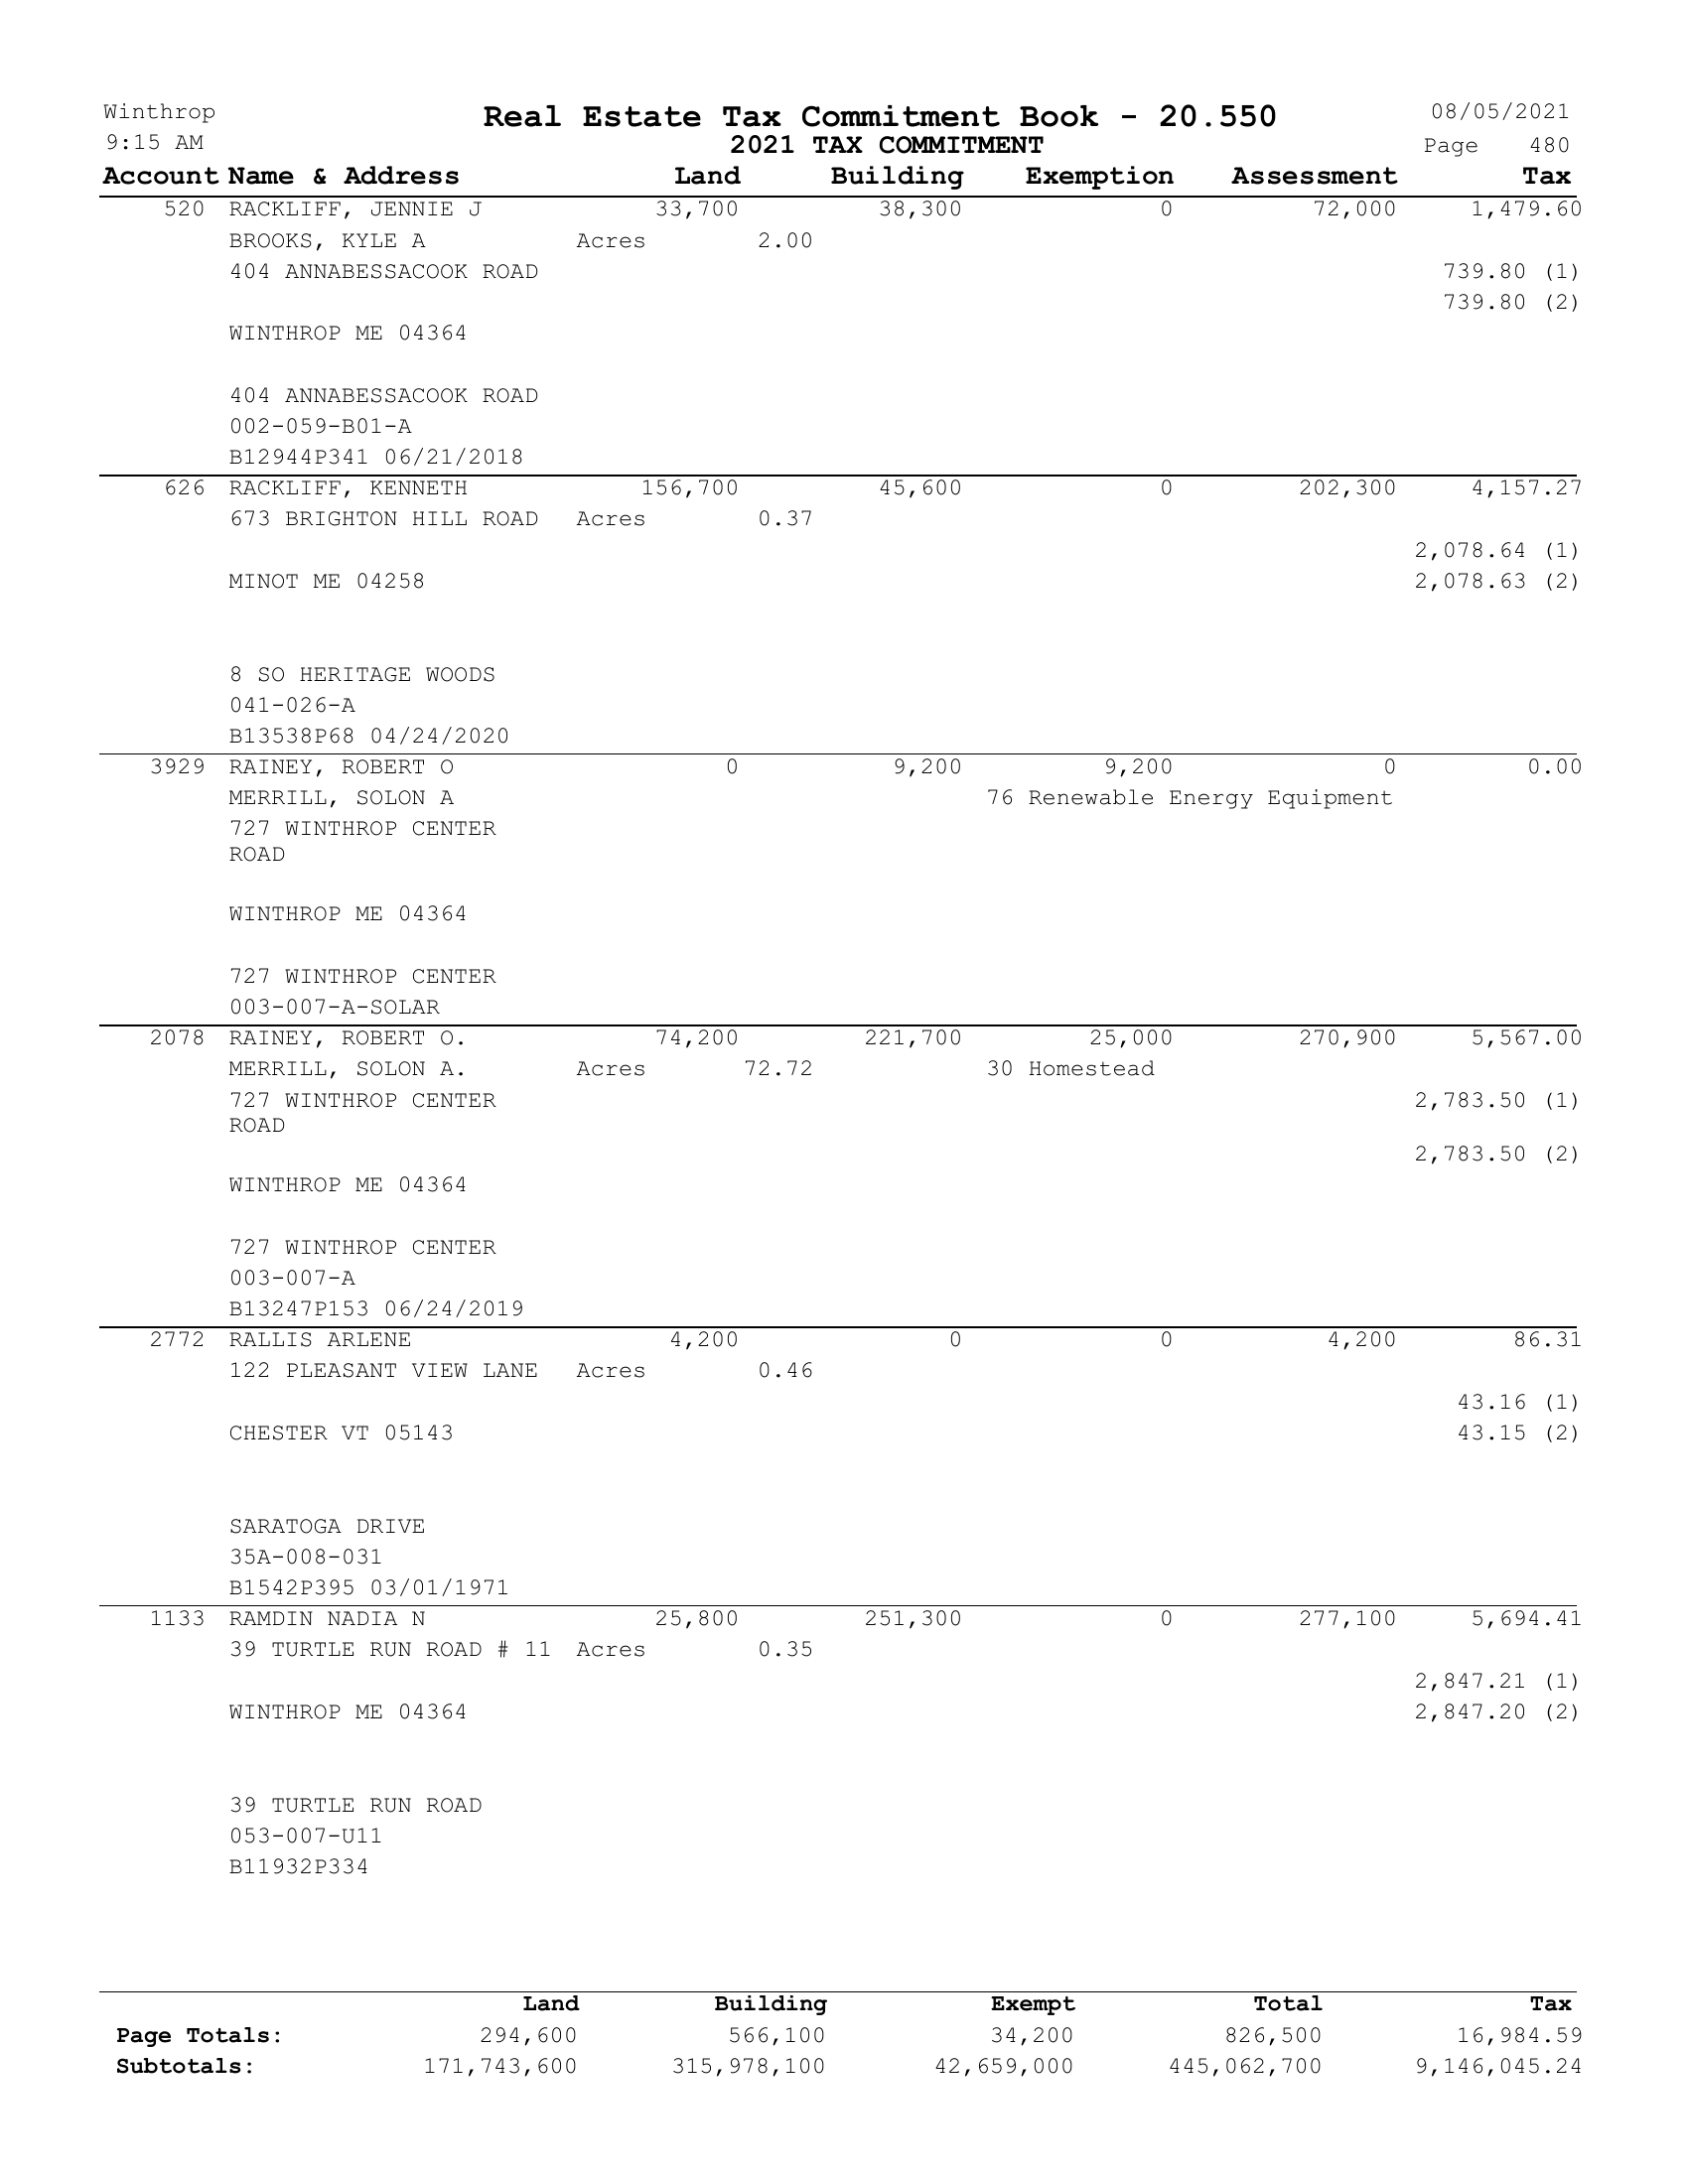 Winthrop Real Estate Tax Commitment Book - 20.550 08/05/2021
9:15 AM 2021 TAX COMMITMENT Page 480
Account Name & Address Land Building Exemption Assessment Tax
520 RACKLIFF, JENNIE J 33,700 38,300 0 72,000 1,479.60
BROOKS, KYLE A Acres 2.00
404 ANNABESSACOOK ROAD 739.80 (1)
739.80 (2)
WINTHROP ME 04364
404 ANNABESSACOOK ROAD
002-059-B01-A
B12944P341 06/21/2018
626 RACKLIFF, KENNETH 156,700 45,600 0 202,300 4,157.27
673 BRIGHTON HILL ROAD Acres 0.37
2,078.64 (1)
MINOT ME 04258 2,078.63 (2)
8 SO HERITAGE WOODS
041-026-A
B13538P68 04/24/2020
3929 RAINEY, ROBERT O 0 9,200 9,200 0 0.00
MERRILL, SOLON A 76 Renewable Energy Equipment
727 WINTHROP CENTER
ROAD
WINTHROP ME 04364
727 WINTHROP CENTER
003-007-A-SOLAR
2078 RAINEY, ROBERT O. 74,200 221,700 25,000 270,900 5,567.00
MERRILL, SOLON A. Acres 72.72 30 Homestead
727 WINTHROP CENTER 2,783.50 (1)
ROAD
2,783.50 (2)
WINTHROP ME 04364
727 WINTHROP CENTER
003-007-A
B13247P153 06/24/2019
2772 RALLIS ARLENE 4,200 0 0 4,200 86.31
122 PLEASANT VIEW LANE Acres 0.46
43.16 (1)
CHESTER VT 05143 43.15 (2)
SARATOGA DRIVE
35A-008-031
B1542P395 03/01/1971
1133 RAMDIN NADIA N 25,800 251,300 0 277,100 5,694.41
39 TURTLE RUN ROAD # 11 Acres 0.35
2,847.21 (1)
WINTHROP ME 04364 2,847.20 (2)
39 TURTLE RUN ROAD
053-007-U11
B11932P334
Land Building Exempt Total Tax
Page Totals: 294,600 566,100 34,200 826,500 16,984.59
Subtotals: 171,743,600 315,978,100 42,659,000 445,062,700 9,146,045.24